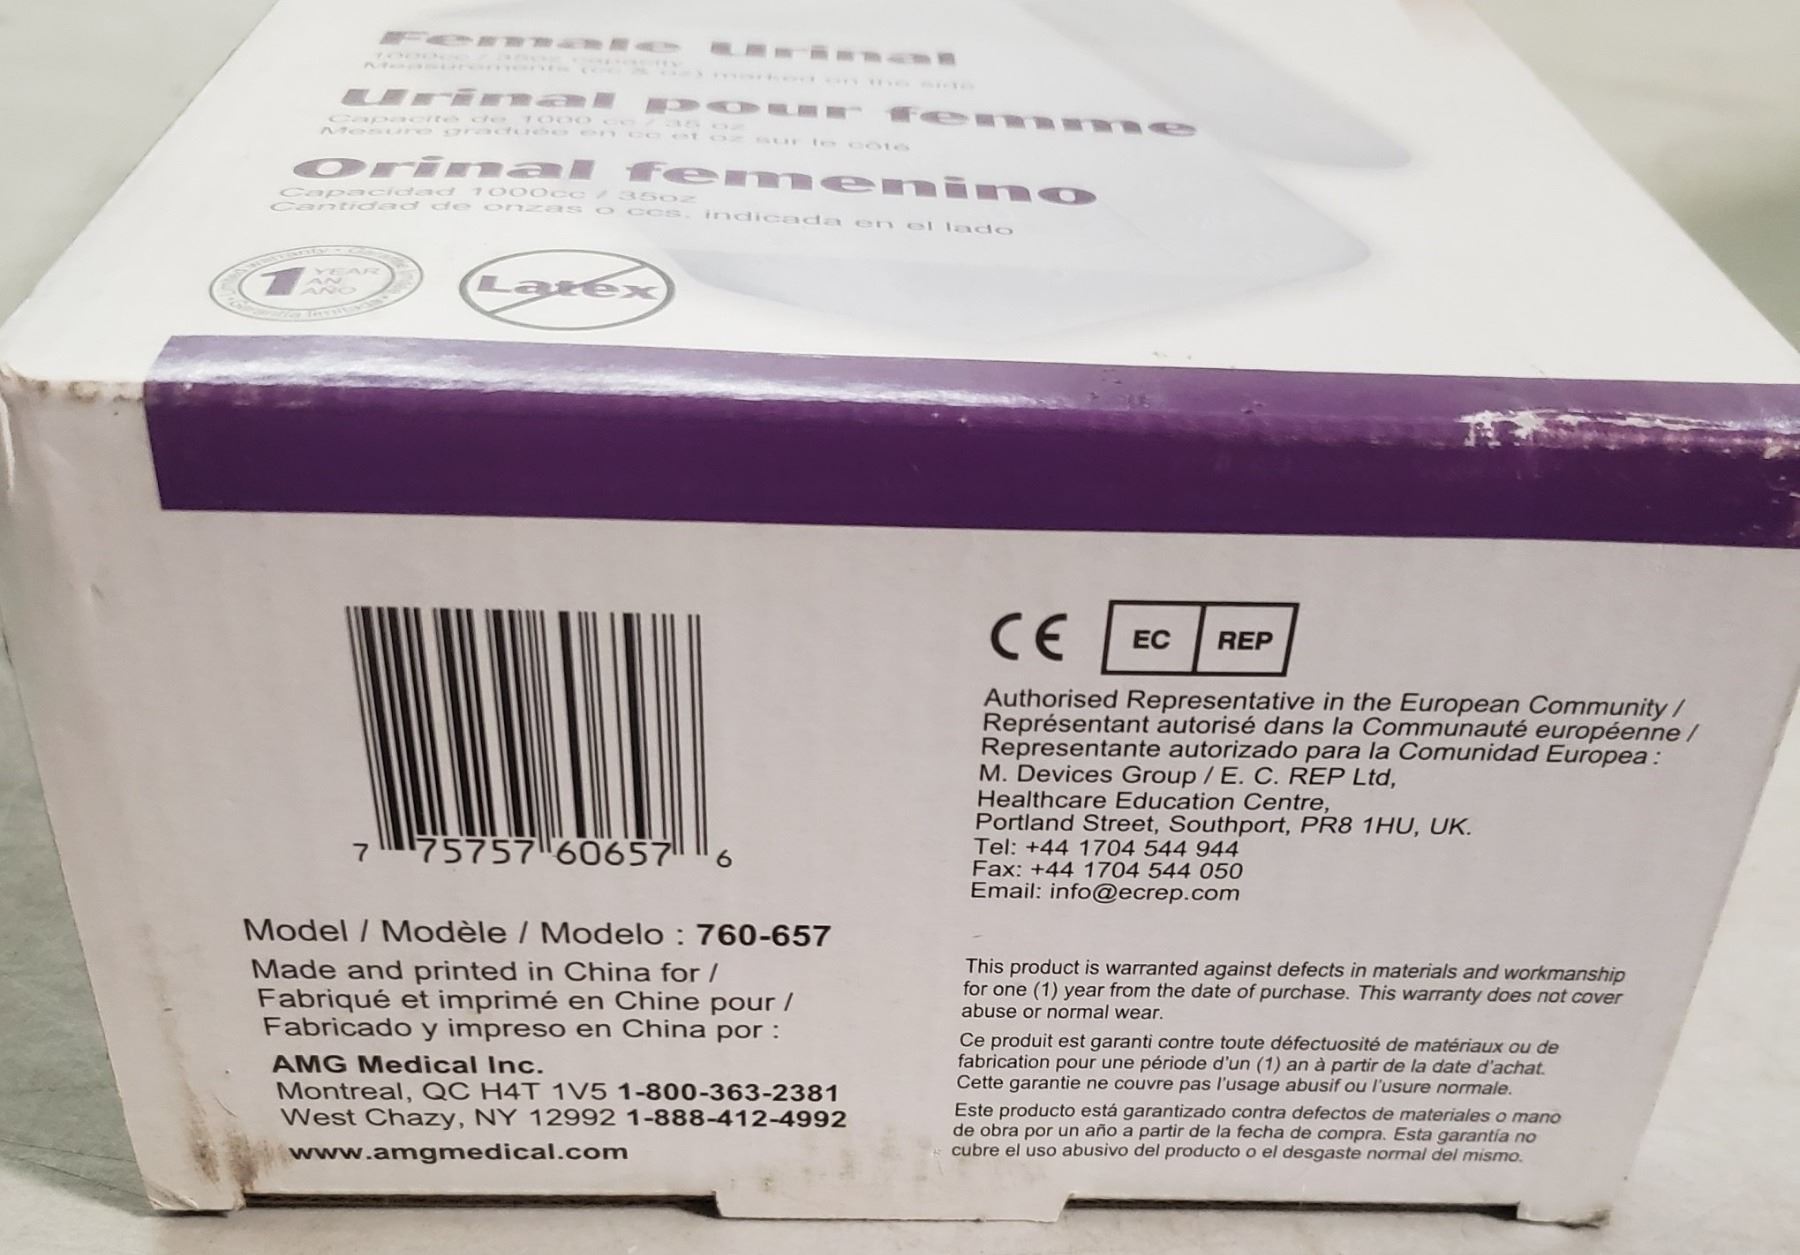 Female Urinal
1000cc / 35oz capacity
Measurements (cc & oz) marked on the side
Urinal pour femme
Capacité de 1000 cc / 35 oz
Mesure graduée en cc et oz sur le côté
Orinal femenino
Capacidad 1000cc / 35oz
Cantidad de onzas o ccs. indicada en el lado
1 YEAR
AN
AÑO
Latex
7 75757 60657 6
Model / Modèle / Modelo : 760-657
Made and printed in China for /
Fabriqué et imprimé en Chine pour /
Fabricado y impreso en China por :
AMG Medical Inc.
Montreal, QC H4T 1V5 1-800-363-2381
West Chazy, NY 12992 1-888-412-4992
www.amgmedical.com
CE EC REP
Authorised Representative in the European Community /
Représentant autorisé dans la Communauté européenne /
Representante autorizado para la Comunidad Europea :
M. Devices Group / E. C. REP Ltd,
Healthcare Education Centre,
Portland Street, Southport, PR8 1HU, UK.
Tel: +44 1704 544 944
Fax: +44 1704 544 050
Email: info@ecrep.com
This product is warranted against defects in materials and workmanship
for one (1) year from the date of purchase. This warranty does not cover
abuse or normal wear.
Ce produit est garanti contre toute défectuosité de matériaux ou de
fabrication pour une période d'un (1) an à partir de la date d'achat.
Cette garantie ne couvre pas l'usage abusif ou l'usure normale.
Este producto está garantizado contra defectos de materiales o mano
de obra por un año a partir de la fecha de compra. Esta garantía no
cubre el uso abusivo del producto o el desgaste normal del mismo.